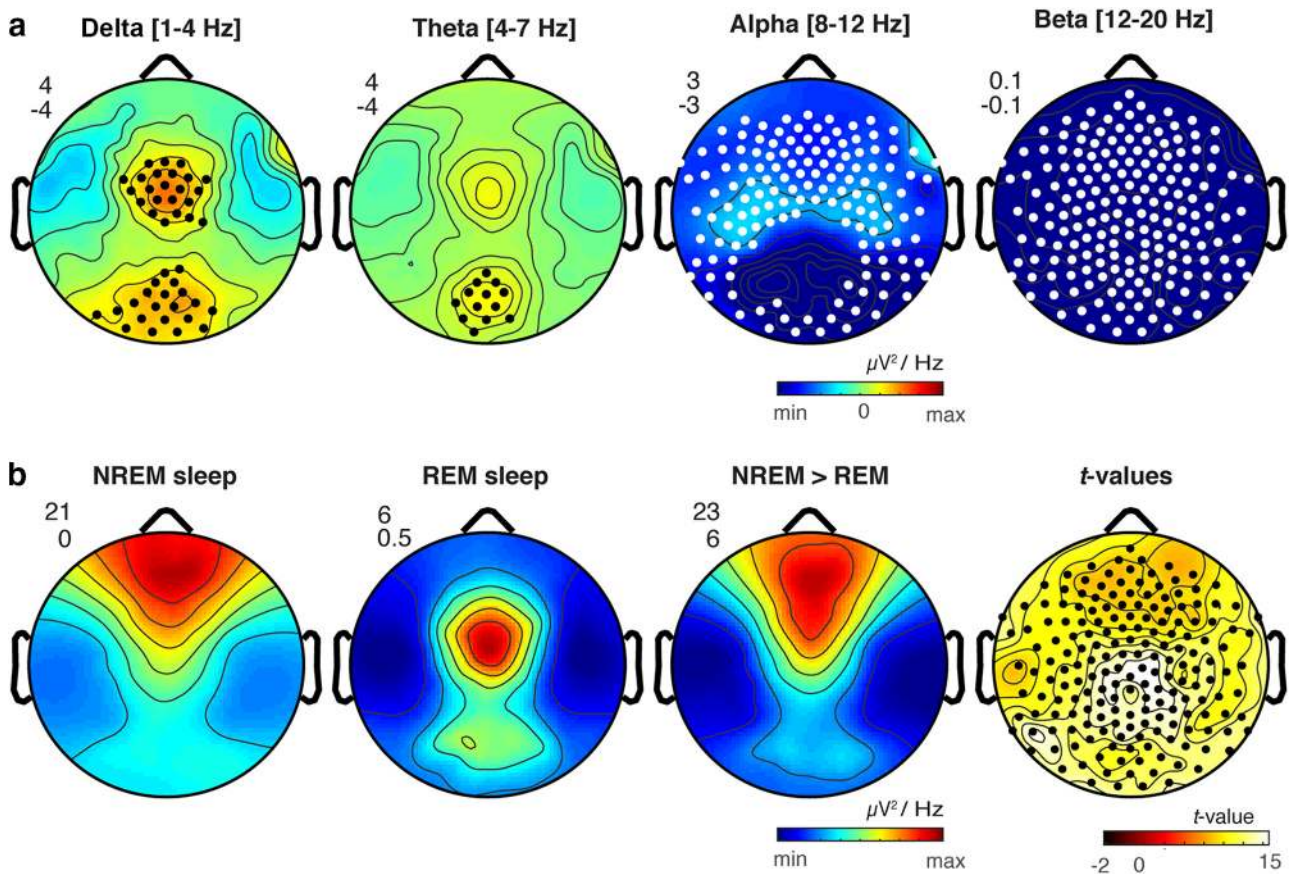 a
Delta [1-4 Hz]
Theta [4-7 Hz]
Alpha [8-12 Hz]
Beta [12-20 Hz]
4
-4
4
-4
3
-3
0.1
-0.1
µV²/ Hz
min 0 max
b
NREM sleep
REM sleep
NREM > REM
t-values
21
0
6
0.5
23
6
µV²/ Hz
min max
t-value
-2 0 15